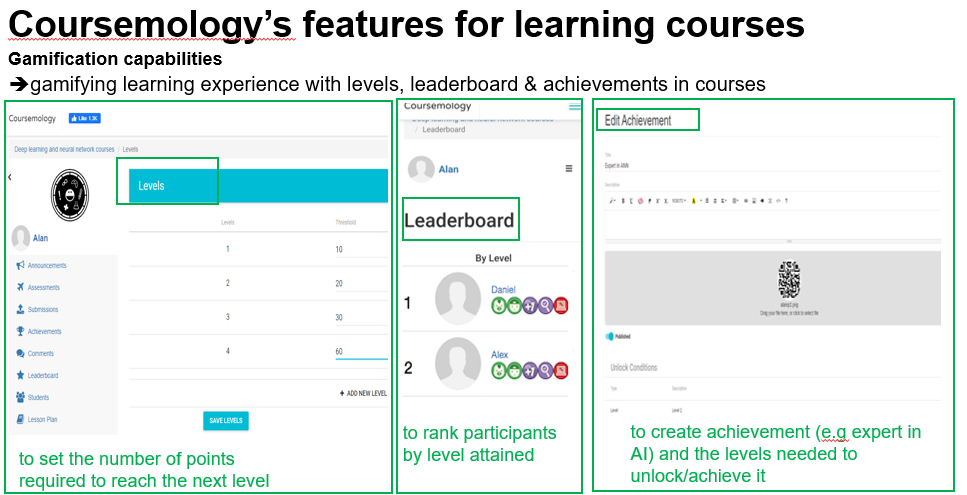 Coursemology's features for learning courses
Gamification capabilities
➔gamifying learning experience with levels, leaderboard & achievements in courses
Coursemology
Like 1.3K
Deep learning and neural network courses / Levels
Alan
Announcements
Assessments
Submissions
Achievements
Comments
Leaderboard
Students
Lesson Plan
Levels
Levels Threshold
1 10
2 20
3 30
4 60
+ ADD NEW LEVEL
SAVE LEVELS
to set the number of points
required to reach the next level
Coursemology
Deep learning and neural network courses
/ Leaderboard
Alan
Leaderboard
By Level
1 Daniel
2 Alex
to rank participants
by level attained
Edit Achievement
Title
Expert in ANN
Description
Drag your file here, or click to select file
Published
Unlock Conditions
Type Description
Level Level 2
to create achievement (e.g expert in
AI) and the levels needed to
unlock/achieve it